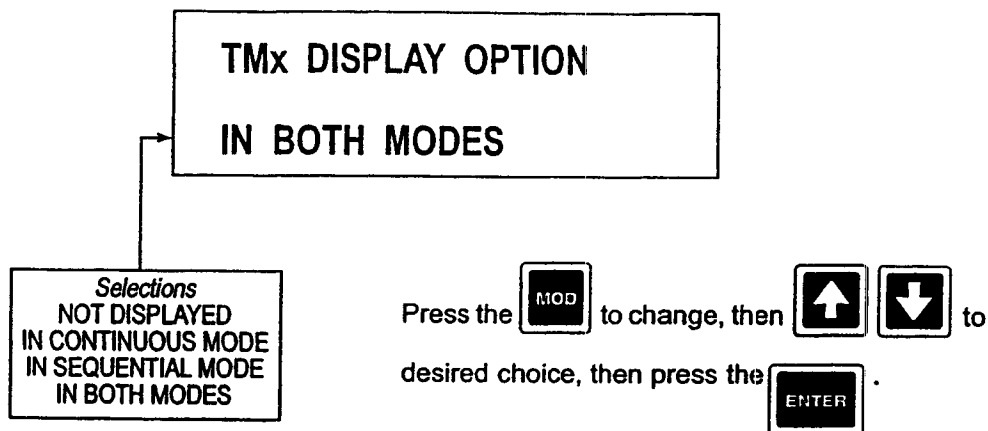 TMx DISPLAY OPTION
IN BOTH MODES
Selections
NOT DISPLAYED
IN CONTINUOUS MODE
IN SEQUENTIAL MODE
IN BOTH MODES
Press the MOD to change, then to
desired choice, then press the ENTER .